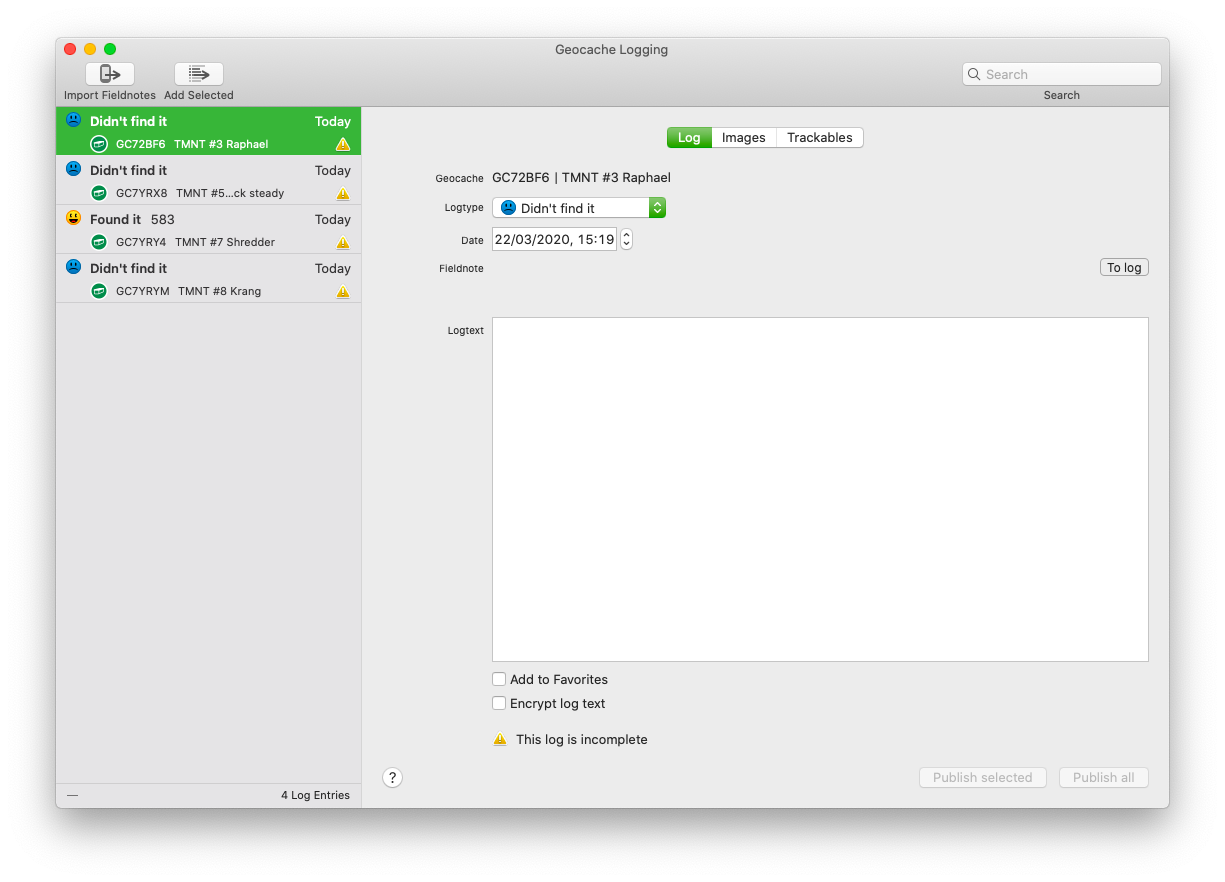 Geocache Logging
Import Fieldnotes
Add Selected
Search
Search
Didn't find it Today
GC72BF6 TMNT #3 Raphael
Didn't find it Today
GC7YRX8 TMNT #5...ck steady
Found it 583 Today
GC7YRY4 TMNT #7 Shredder
Didn't find it Today
GC7YRYM TMNT #8 Krang
— 4 Log Entries
Log Images Trackables
Geocache GC72BF6 | TMNT #3 Raphael
Logtype Didn't find it
Date 22/03/2020, 15:19
Fieldnote To log
Logtext
Add to Favorites
Encrypt log text
This log is incomplete
? Publish selected Publish all